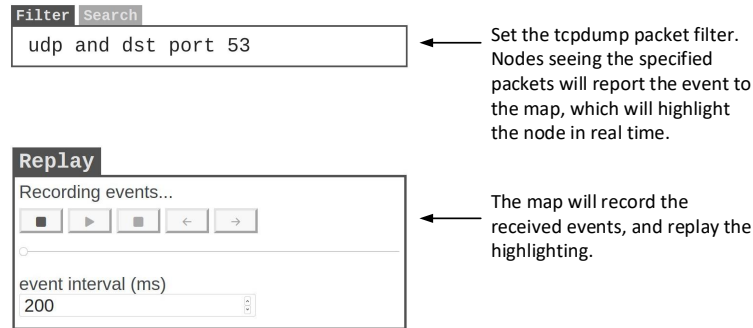 Filter Search
udp and dst port 53
Set the tcpdump packet filter.
Nodes seeing the specified
packets will report the event to
the map, which will highlight
the node in real time.
Replay
Recording events...
event interval (ms)
200
The map will record the
received events, and replay the
highlighting.